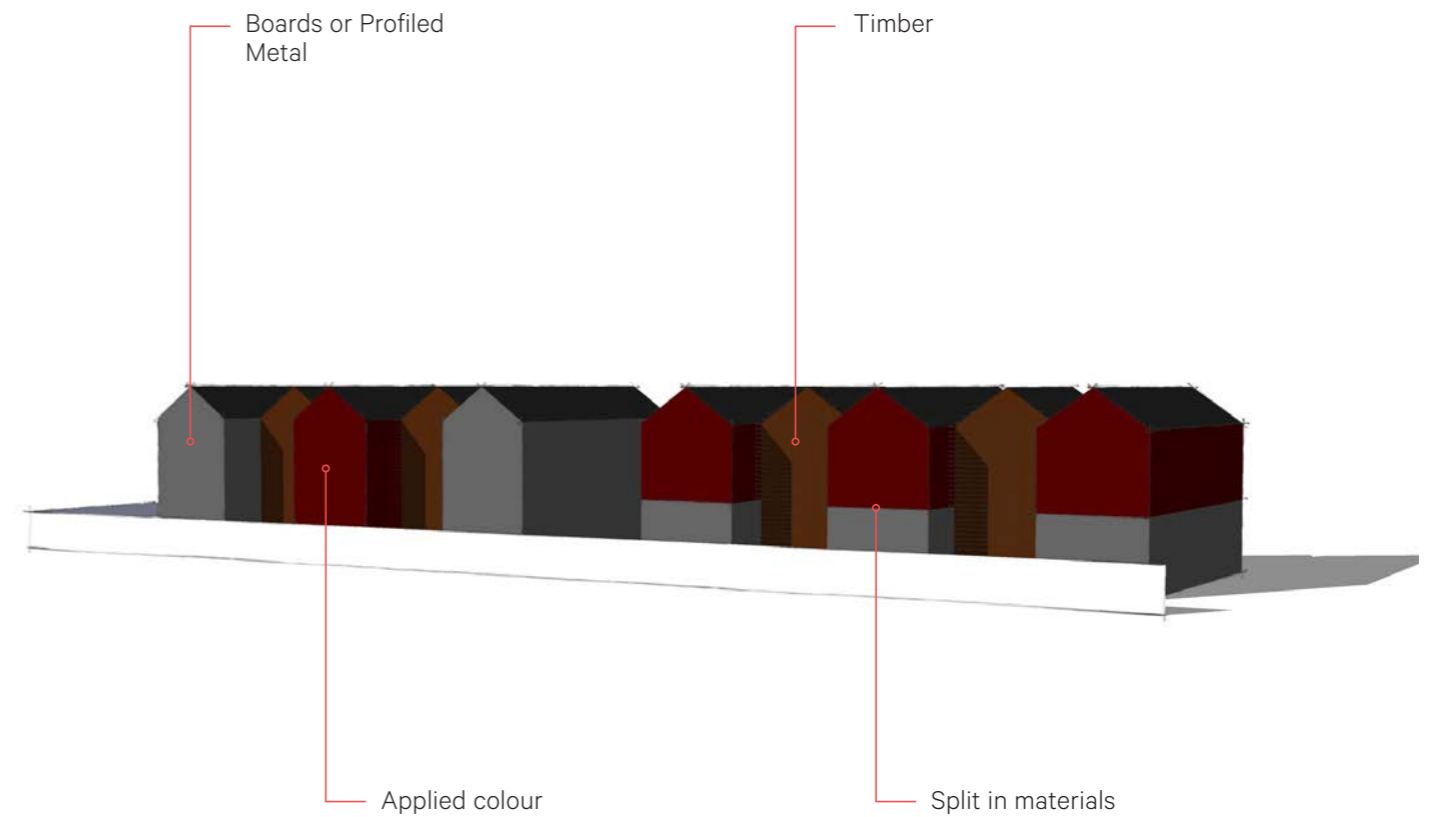 Boards or Profiled
Metal
Timber
Applied colour
Split in materials